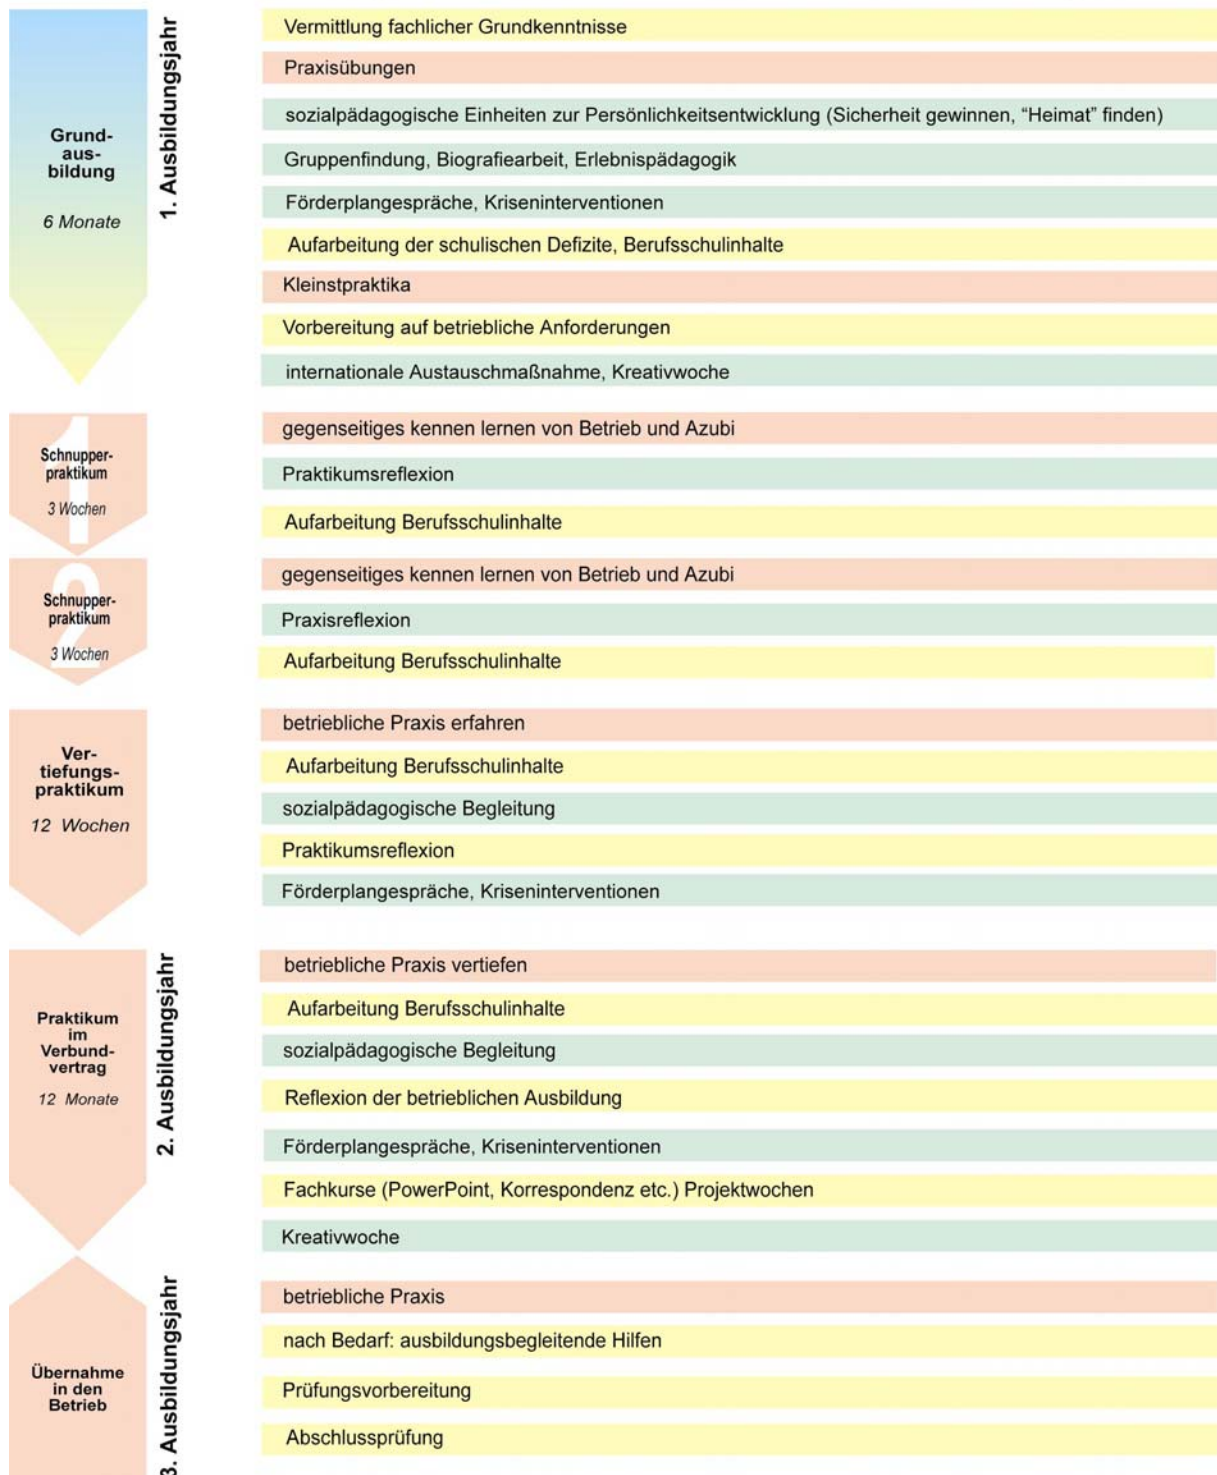 1. Ausbildungsjahr
Grund-
aus-
bildung
6 Monate
Vermittlung fachlicher Grundkenntnisse
Praxisübungen
sozialpädagogische Einheiten zur Persönlichkeitsentwicklung (Sicherheit gewinnen, “Heimat” finden)
Gruppenfindung, Biografiearbeit, Erlebnispädagogik
Förderplangespräche, Kriseninterventionen
Aufarbeitung der schulischen Defizite, Berufsschulinhalte
Kleinstpraktika
Vorbereitung auf betriebliche Anforderungen
internationale Austauschmaßnahme, Kreativwoche
1
Schnupper-
praktikum
3 Wochen
gegenseitiges kennen lernen von Betrieb und Azubi
Praktikumsreflexion
Aufarbeitung Berufsschulinhalte
2
Schnupper-
praktikum
3 Wochen
gegenseitiges kennen lernen von Betrieb und Azubi
Praxisreflexion
Aufarbeitung Berufsschulinhalte
Ver-
tiefungs-
praktikum
12 Wochen
betriebliche Praxis erfahren
Aufarbeitung Berufsschulinhalte
sozialpädagogische Begleitung
Praktikumsreflexion
Förderplangespräche, Kriseninterventionen
2. Ausbildungsjahr
Praktikum
im
Verbund-
vertrag
12 Monate
betriebliche Praxis vertiefen
Aufarbeitung Berufsschulinhalte
sozialpädagogische Begleitung
Reflexion der betrieblichen Ausbildung
Förderplangespräche, Kriseninterventionen
Fachkurse (PowerPoint, Korrespondenz etc.) Projektwochen
Kreativwoche
3. Ausbildungsjahr
Übernahme
in den
Betrieb
betriebliche Praxis
nach Bedarf: ausbildungsbegleitende Hilfen
Prüfungsvorbereitung
Abschlussprüfung